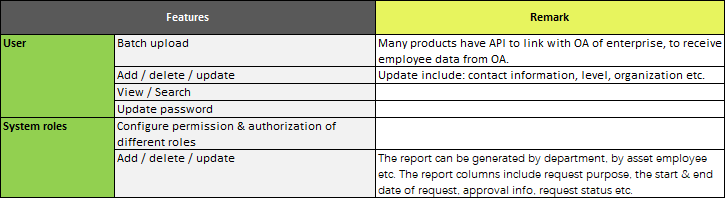 Features Remark
User Batch upload Many products have API to link with OA of enterprise, to receive
employee data from OA.
Add / delete / update Update include: contact information, level, organization etc.
View / Search
Update password
System roles Configure permission & authorization of
different roles
Add / delete / update The report can be generated by department, by asset employee
etc. The report columns include request purpose, the start & end
date of request, approval info, request status etc.